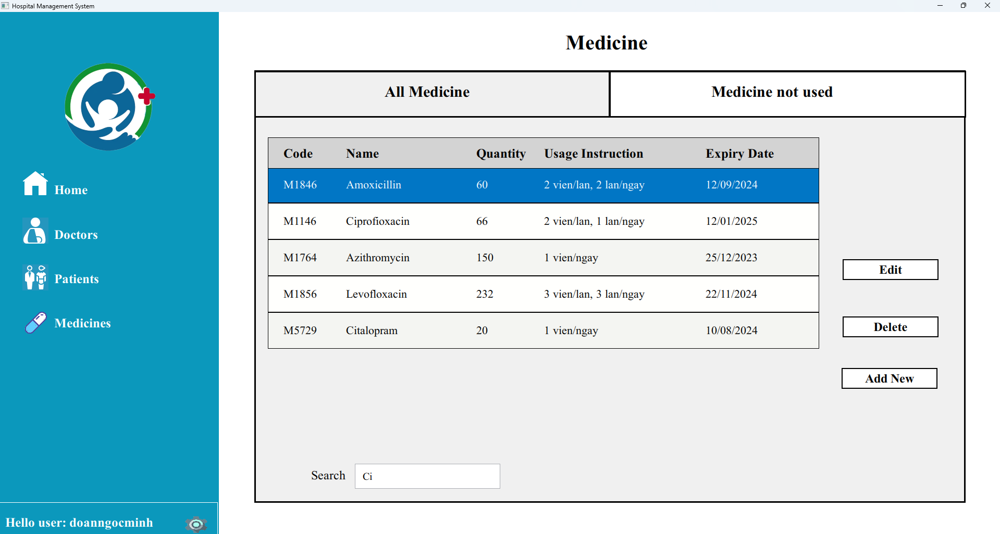 Hospital Management System
Medicine
All Medicine Medicine not used
Code Name Quantity Usage Instruction Expiry Date
M1846 Amoxicillin 60 2 vien/lan, 2 lan/ngay 12/09/2024
M1146 Ciprofioxacin 66 2 vien/lan, 1 lan/ngay 12/01/2025
M1764 Azithromycin 150 1 vien/ngay 25/12/2023
M1856 Levofloxacin 232 3 vien/lan, 3 lan/ngay 22/11/2024
M5729 Citalopram 20 1 vien/ngay 10/08/2024
Edit
Delete
Add New
Search Ci
Home
Doctors
Patients
Medicines
Hello user: doanngocminh